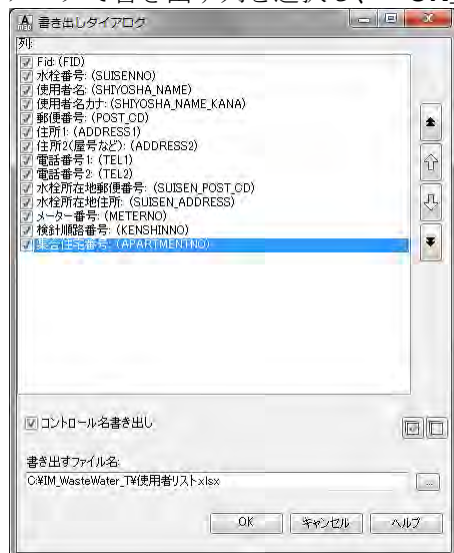 書き出しダイアログ
列:
Fid: (FID)
水栓番号: (SUISENNO)
使用者名: (SHIYOSHA_NAME)
使用者名カナ: (SHIYOSHA_NAME_KANA)
郵便番号: (POST_CD)
住所1: (ADDRESS1)
住所2(屋号など): (ADDRESS2)
電話番号1: (TEL1)
電話番号2: (TEL2)
水栓所在地郵便番号: (SUISEN_POST_CD)
水栓所在地住所: (SUISEN_ADDRESS)
メーター番号: (METERNO)
検針順路番号: (KENSHINNO)
集合住宅番号: (APARTMENTNO)
コントロール名書き出し
書き出すファイル名:
C:¥IM_WasteWater_T¥使用者リスト.xlsx
...
OK キャンセル ヘルプ